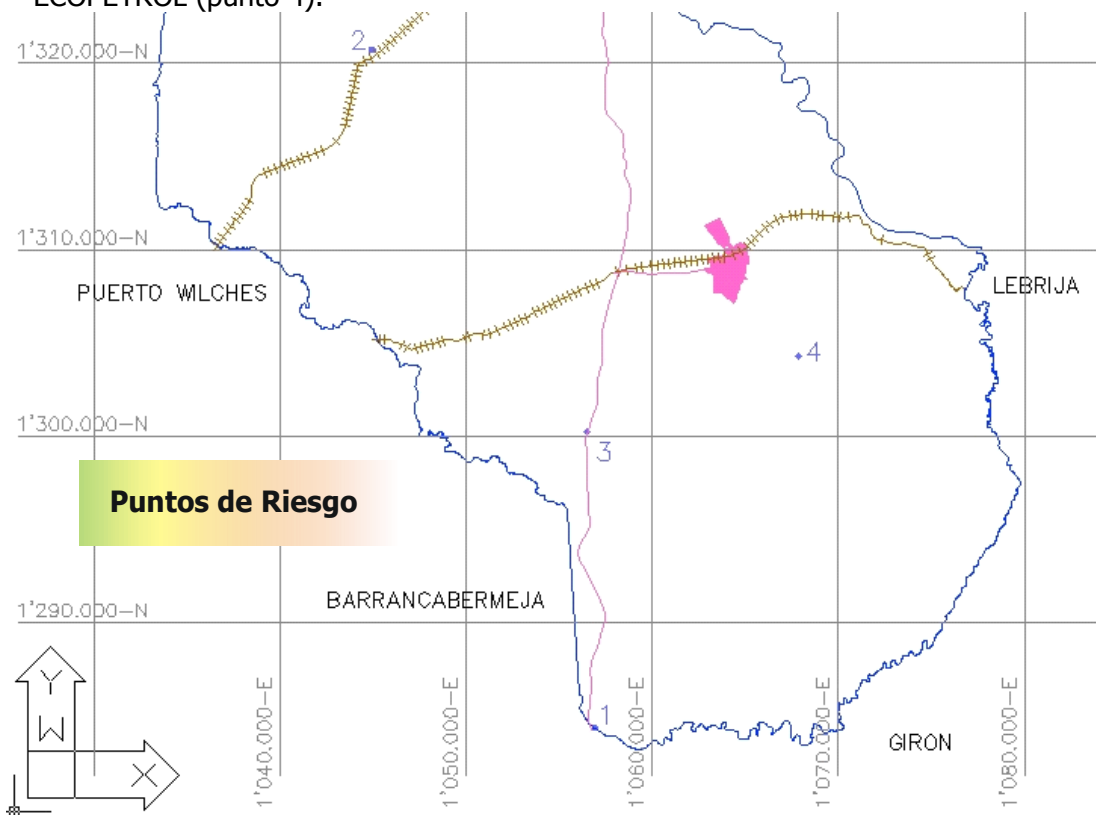 ECOPETROL (punto 4).
2
1'320.000-N
1'310.000-N
PUERTO WILCHES
LEBRIJA
4
1'300.000-N
3
Puntos de Riesgo
BARRANCABERMEJA
1'290.000-N
Y
W
X
1
1'040.000-E
1'050.000-E
1'060.000-E
1'070.000-E
1'080.000-E
GIRON